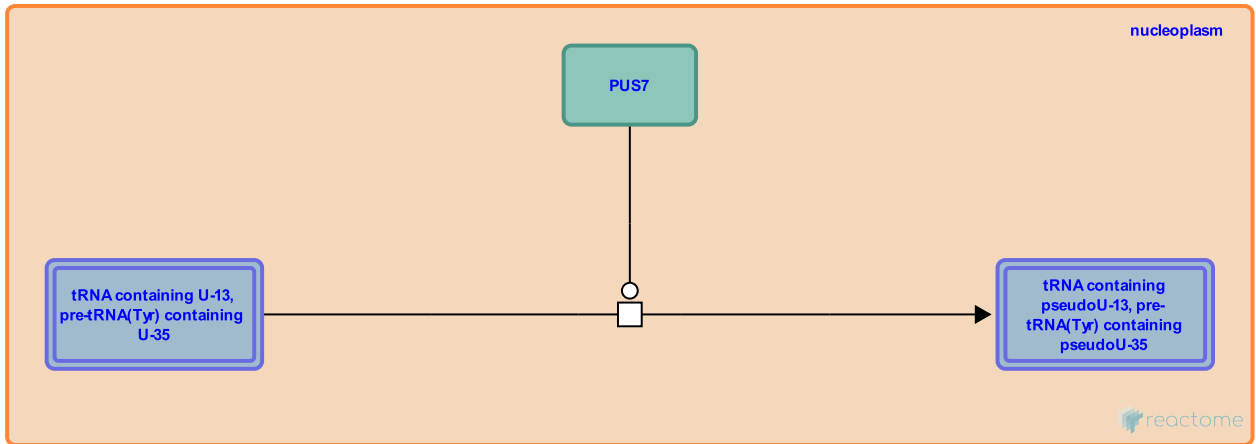 nucleoplasm
PUS7
tRNA containing U-13,
pre-tRNA(Tyr) containing
U-35
tRNA containing
pseudoU-13, pre-
tRNA(Tyr) containing
pseudoU-35
reactome